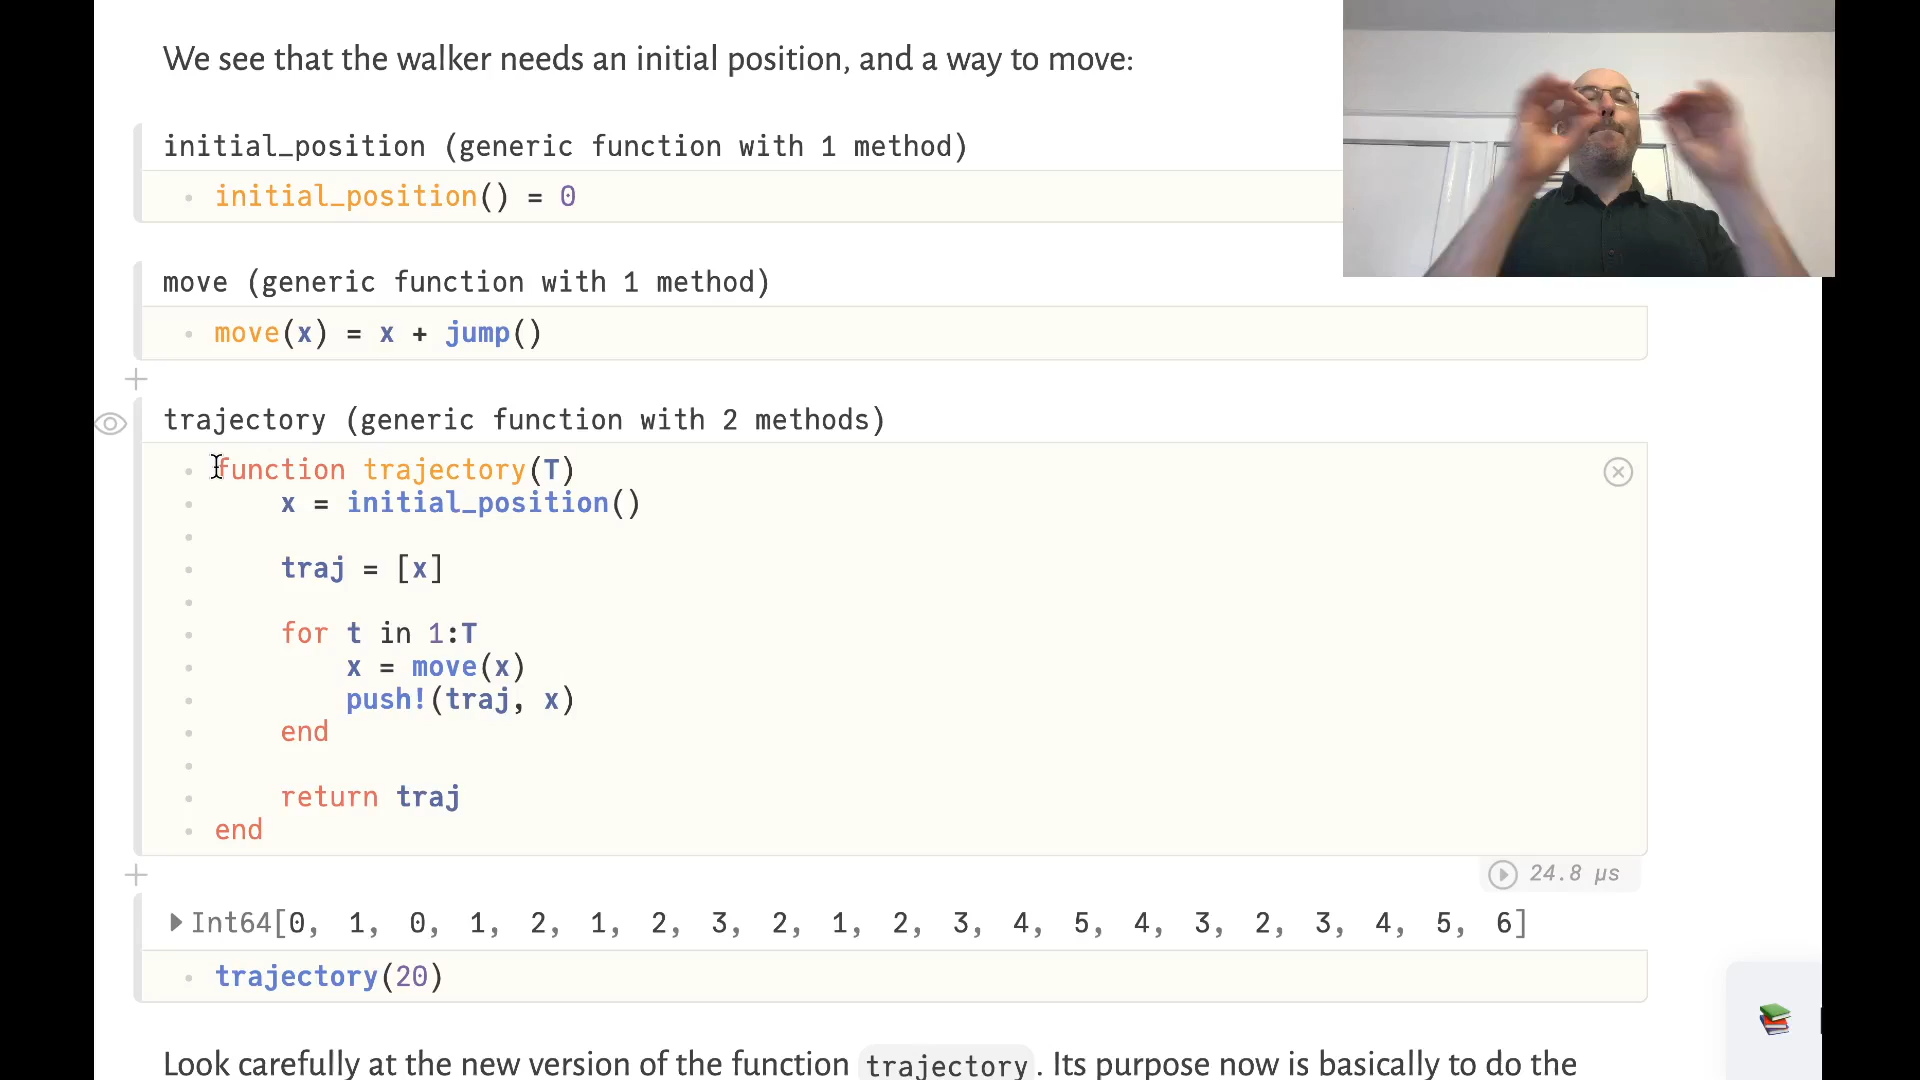 We see that the walker needs an initial position, and a way to move:
initial_position (generic function with 1 method)
initial_position() = 0
move (generic function with 1 method)
move(x) = x + jump()
trajectory (generic function with 2 methods)
function trajectory(T)
x = initial_position()
traj = [x]
for t in 1:T
x = move(x)
push!(traj, x)
end
return traj
end
24.8 μs
Int64[0, 1, 0, 1, 2, 1, 2, 3, 2, 1, 2, 3, 4, 5, 4, 3, 2, 3, 4, 5, 6]
trajectory(20)
Look carefully at the new version of the function trajectory. Its purpose now is basically to do the